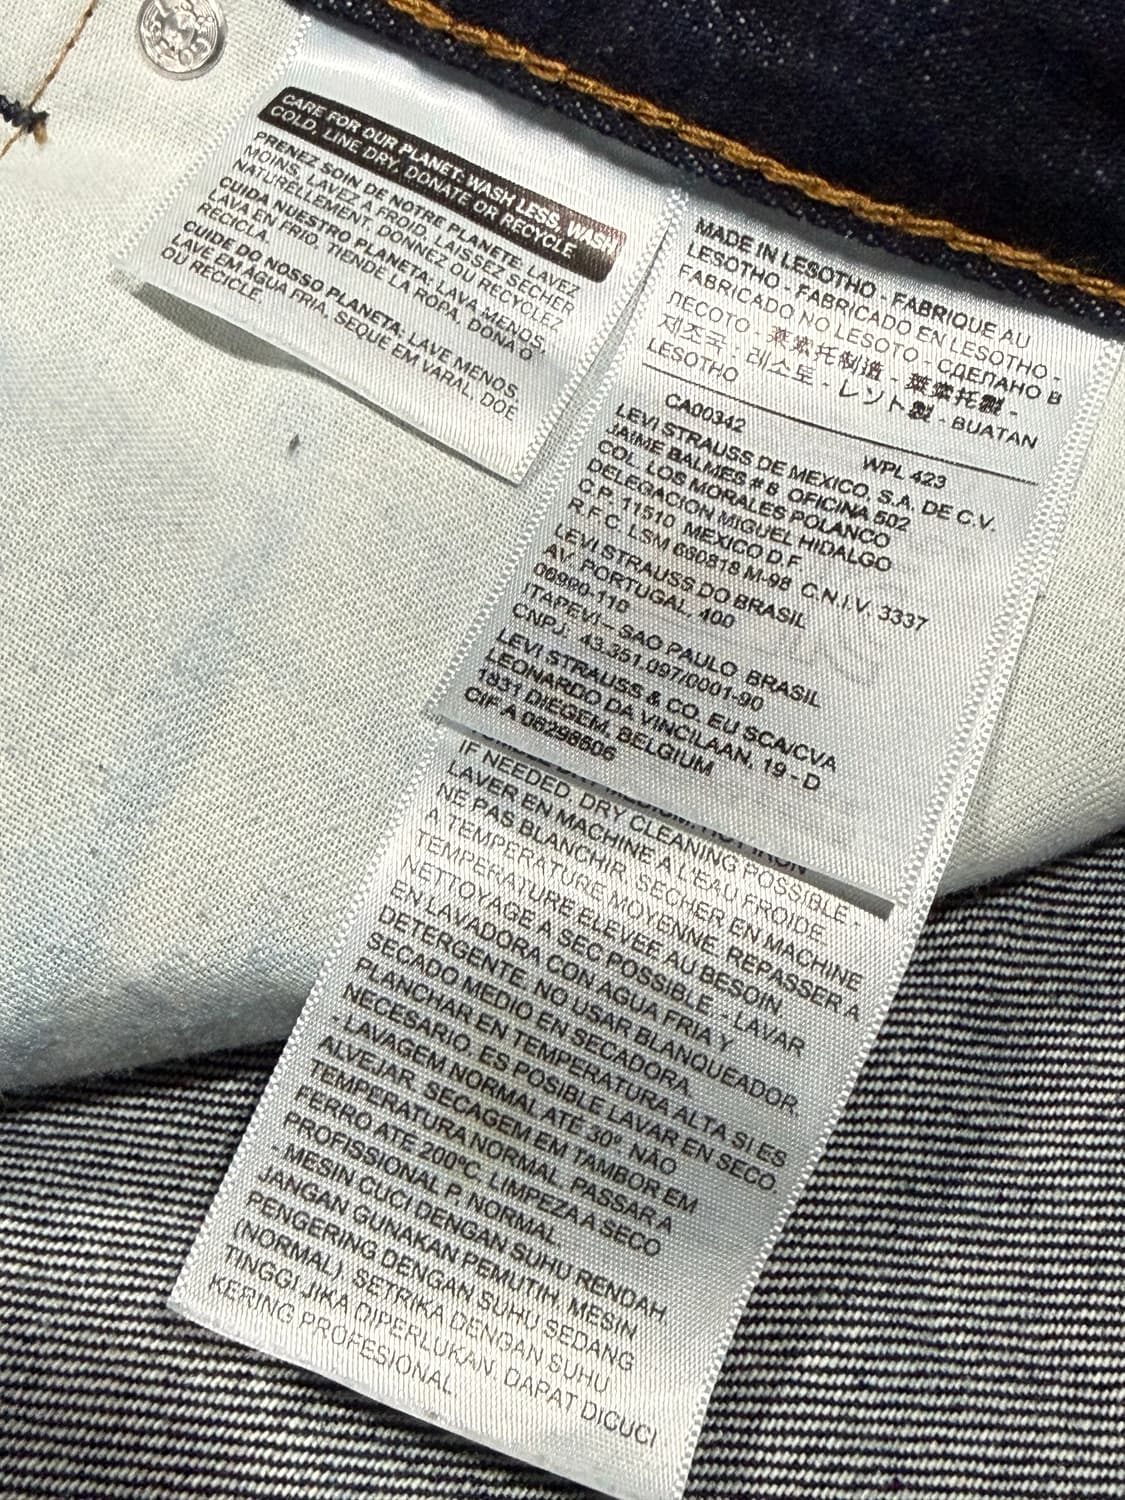 CARE FOR OUR PLANET: WASH LESS, WASH
COLD, LINE DRY, DONATE OR RECYCLE
PRENEZ SOIN DE NOTRE PLANETE, LAVEZ
MOINS, LAVEZ A FROID, LAISSEZ SECHER
NATURELLEMENT, DONNEZ OU RECYCLEZ
CUIDA NUESTRO PLANETA, LAVA MENOS,
LAVA EN FRIO, TIENDE LA ROPA, DONA O
RECICLA.
CUIDE DO NOSSO PLANETA. LAVE MENOS,
LAVE EM ÁGUA FRIA, SEQUE EM VARAL, DOE
OU RECICLE.
MADE IN LESOTHO - FABRIQUE AU
LESOTHO - FABRICADO EN LESOTHO -
FABRICADO NO LESOTO - СДЕЛАНО В
ЛЕСОТО - 莱索托制造 - 萊索托製 -
제조국 : 레소토 - レソト製 - BUATAN
LESOTHO
CA00342 WPL 423
LEVI STRAUSS DE MEXICO, S.A. DE C.V.
JAIME BALMES # 8 OFICINA 502
COL. LOS MORALES POLANCO
DELEGACION MIGUEL HIDALGO
C.P. 11510 MEXICO D.F.
R.F.C. LSM 660818 M-98 C.N.I.V. 3337
LEVI STRAUSS DO BRASIL
AV. PORTUGAL, 400
06690-110
ITAPEVI – SAO PAULO BRASIL
CNPJ: 43.351.097/0001-90
LEVI STRAUSS & CO. EU SCA/CVA
LEONARDO DA VINCILAAN, 19 - D
1831 DIEGEM, BELGIUM
CIF A 06298606
IF NEEDED, DRY CLEANING POSSIBLE -
LAVER EN MACHINE A L'EAU FROIDE.
NE PAS BLANCHIR. SECHER EN MACHINE
A TEMPERATURE MOYENNE. REPASSER A
TEMPERATURE ELEVEE AU BESOIN
NETTOYAGE A SEC POSSIBLE - LAVAR
EN LAVADORA CON AGUA FRIA Y
DETERGENTE. NO USAR BLANQUEADOR.
SECADO MEDIO EN SECADORA.
PLANCHAR EN TEMPERATURA ALTA SI ES
NECESARIO. ES POSIBLE LAVAR EN SECO.
- LAVAGEM NORMAL ATÉ 30º. NÃO
ALVEJAR. SECAGEM EM TAMBOR EM
TEMPERATURA NORMAL. PASSAR A
FERRO ATE 200ºC. LIMPEZA A SECO
PROFISSIONAL P. NORMAL
- MESIN CUCI DENGAN SUHU RENDAH
JANGAN GUNAKAN PEMUTIH, MESIN
PENGERING DENGAN SUHU SEDANG
(NORMAL). SETRIKA DENGAN SUHU
TINGGI JIKA DIPERLUKAN. DAPAT DICUCI
KERING PROFESIONAL